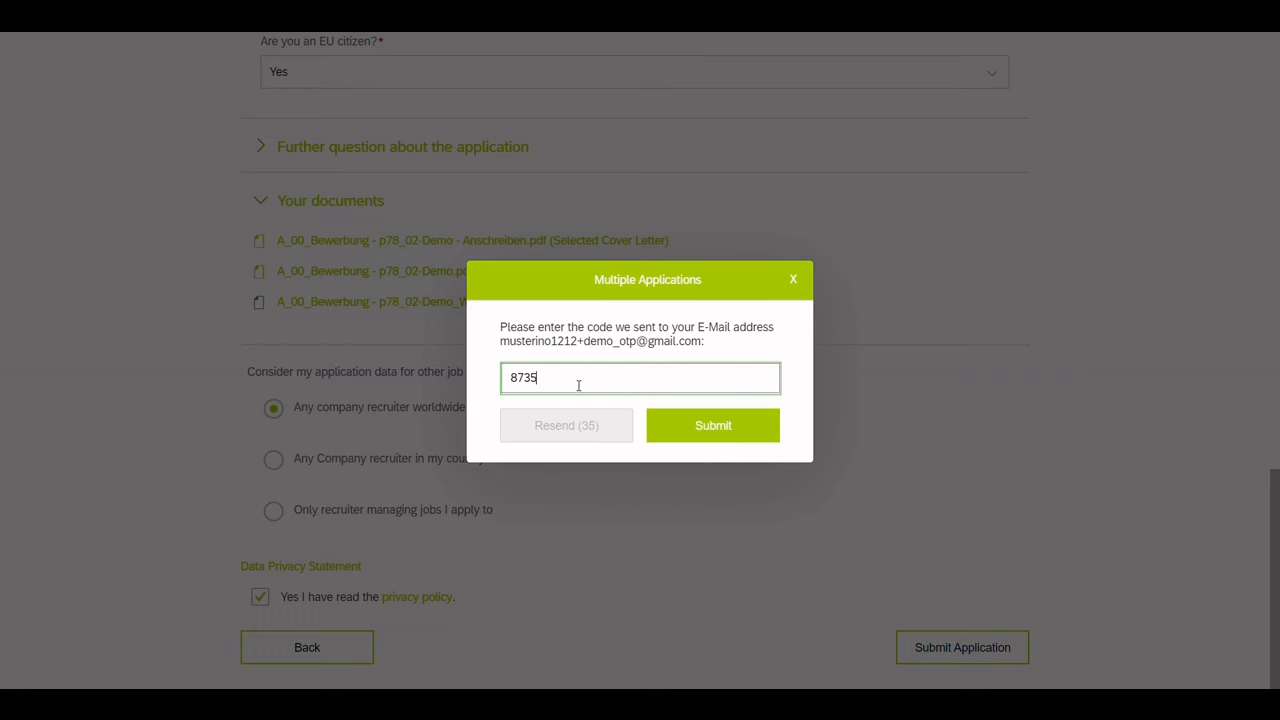 Are you an EU citizen?*
Yes
Further question about the application
Your documents
A_00_Bewerbung - p78_02-Demo - Anschreiben.pdf (Selected Cover Letter)
A_00_Bewerbung - p78_02-Demo.
A_00_Bewerbung - p78_02-Demo_
Multiple Applications
X
Please enter the code we sent to your E-Mail address
musterino1212+demo_otp@gmail.com:
8735
Resend (35)
Submit
Consider my application data for other job
Any company recruiter worldwide
Any Company recruiter in my
Only recruiter managing jobs I apply to
Data Privacy Statement
Yes I have read the privacy policy.
Back
Submit Application